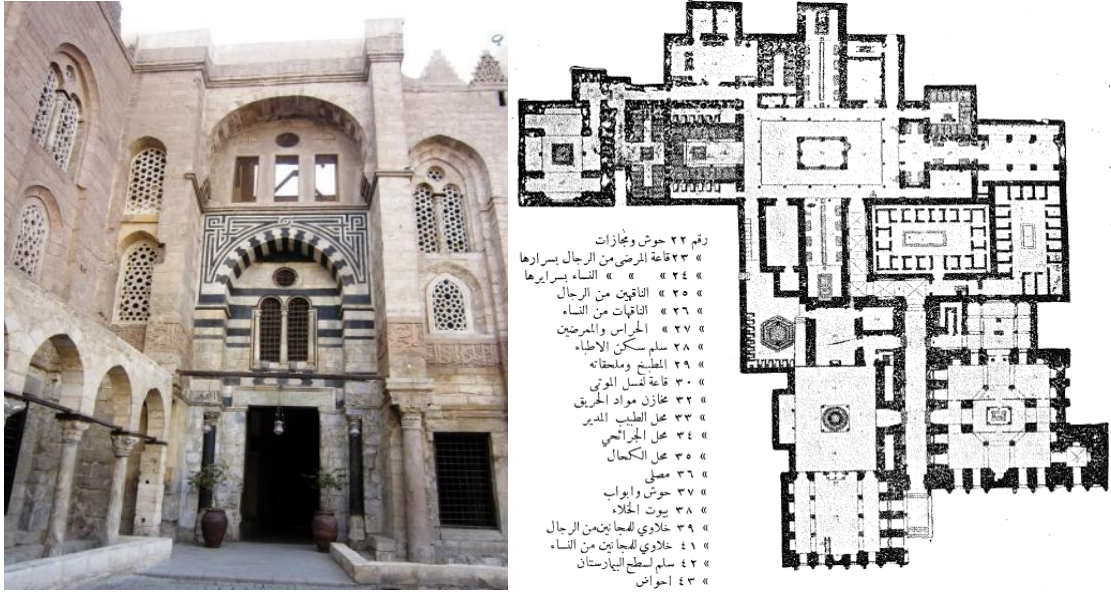 رقم ٢٢ حوش ومجازات
» ٢٣ قاعة المرضى من الرجال بسرارها
» ٢٤ » » » النساء بسرايرها
» ٢٥ » الناقهين من الرجال
» ٢٦ » الناقهات من النساء
» ٢٧ » الحراس والممرضين
» ٢٨ سلم سكن الاطباء
» ٢٩ المطبخ وملحقاته
» ٣٠ قاعة لغسل الموتى
» ٣٢ مخازن مواد الحريق
» ٣٣ محل الطبيب المدير
» ٣٤ محل الجرائحي
» ٣٥ محل الكحال
» ٣٦ مصلى
» ٣٧ حوش وابواب
» ٣٨ بيوت الخلاء
» ٣٩ خلاوي للمجانين من الرجال
» ٤١ خلاوي للمجانين من النساء
» ٤٢ سلم لسطح البيمارستان
» ٤٣ احواض